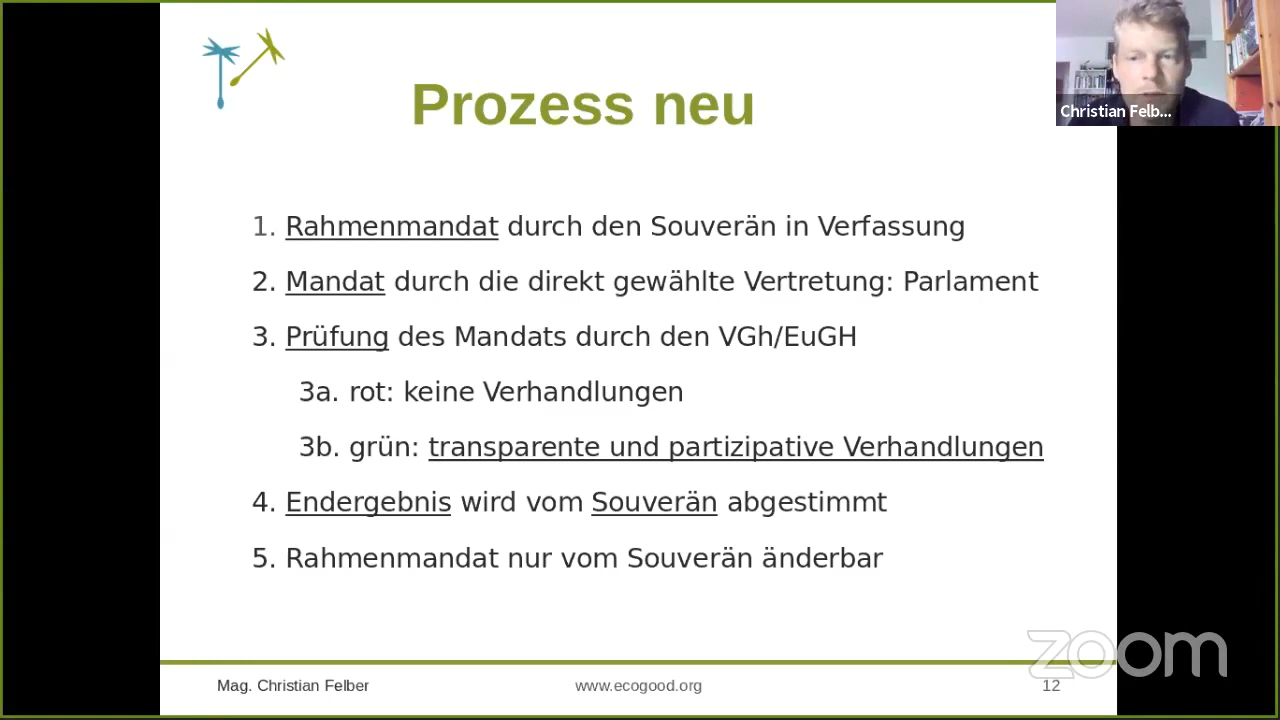 Prozess neu
Christian Felb...
1. Rahmenmandat durch den Souverän in Verfassung
2. Mandat durch die direkt gewählte Vertretung: Parlament
3. Prüfung des Mandats durch den VGh/EuGH
3a. rot: keine Verhandlungen
3b. grün: transparente und partizipative Verhandlungen
4. Endergebnis wird vom Souverän abgestimmt
5. Rahmenmandat nur vom Souverän änderbar
zoom
Mag. Christian Felber
www.ecogood.org
12